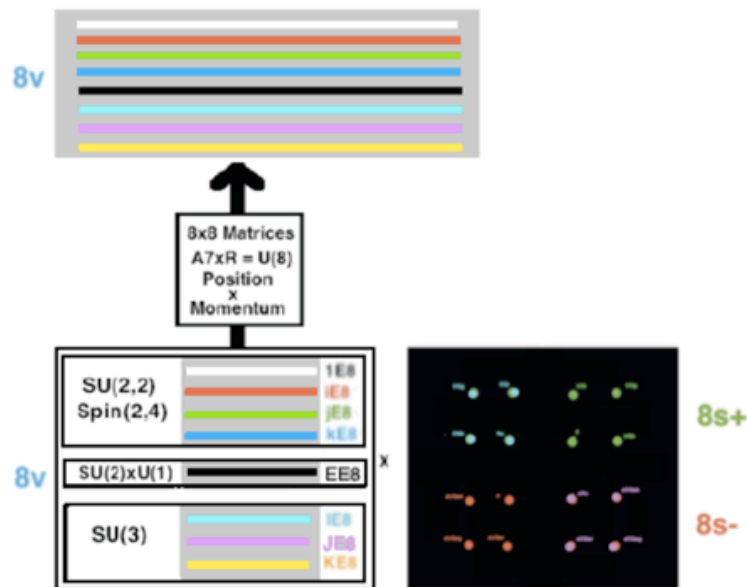 8v
8x8 Matrices
A7xR = U(8)
Position
x
Momentum
8v
SU(2,2)
Spin(2,4)
1E8
iE8
jE8
kE8
SU(2)xU(1)
EE8
SU(3)
IE8
JE8
KE8
x
8s+
8s-